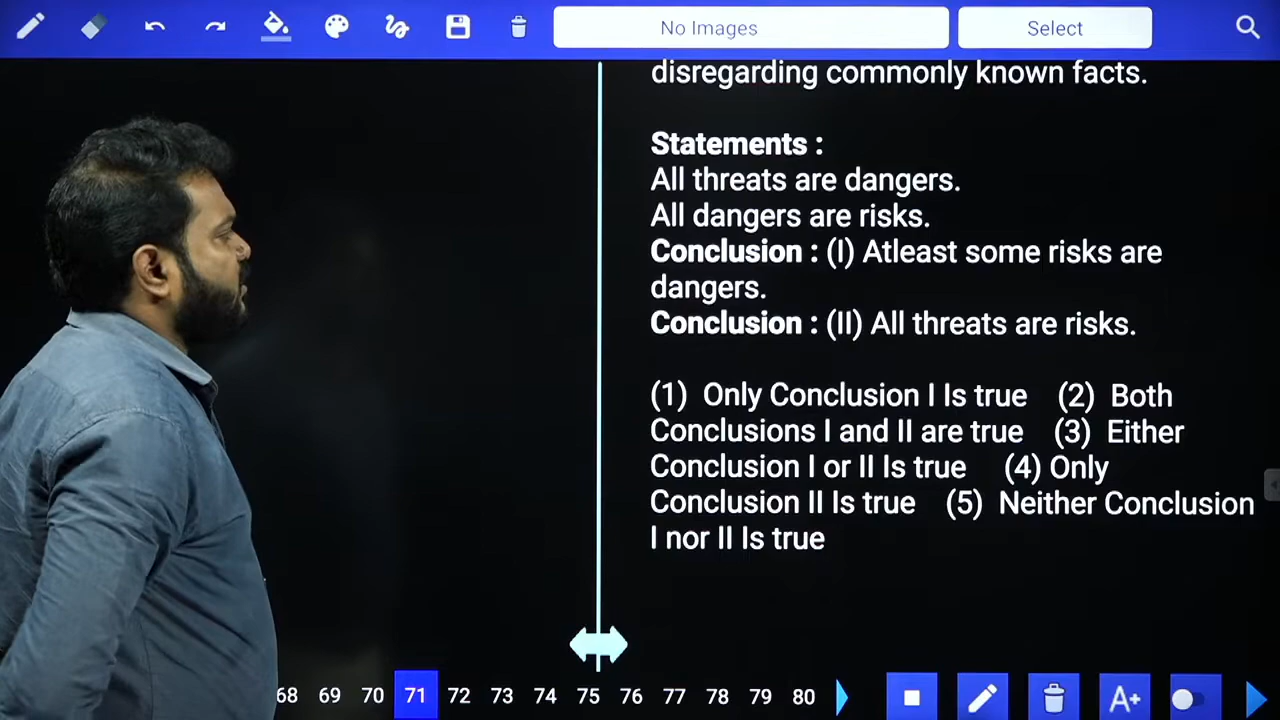 No Images
Select
disregarding commonly known facts.
Statements :
All threats are dangers.
All dangers are risks.
Conclusion : (I) Atleast some risks are
dangers.
Conclusion : (II) All threats are risks.
(1) Only Conclusion I Is true (2) Both
Conclusions I and II are true (3) Either
Conclusion I or II Is true (4) Only
Conclusion II Is true (5) Neither Conclusion
I nor II Is true
68 69 70 71 72 73 74 75 76 77 78 79 80
A+